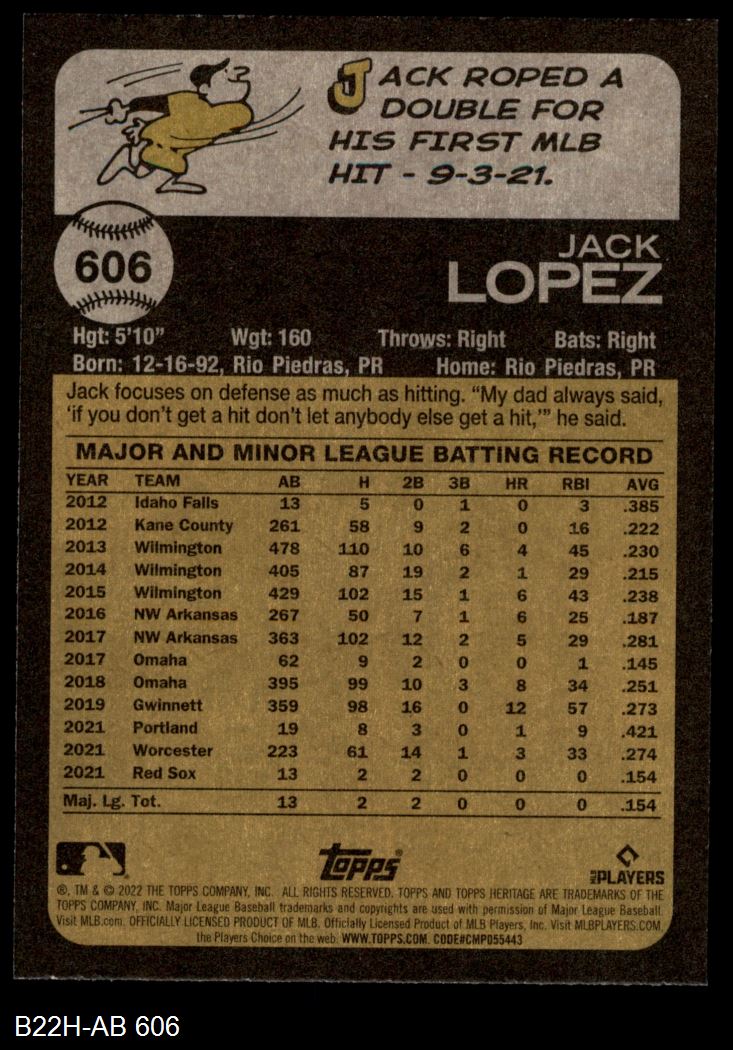 JACK ROPED A
DOUBLE FOR
HIS FIRST MLB
HIT - 9-3-21.
606
JACK
LOPEZ
Hgt: 5'10" Wgt: 160 Throws: Right Bats: Right
Born: 12-16-92, Rio Piedras, PR Home: Rio Piedras, PR
Jack focuses on defense as much as hitting. “My dad always said,
‘if you don’t get a hit don’t let anybody else get a hit,’” he said.
MAJOR AND MINOR LEAGUE BATTING RECORD
YEAR TEAM AB H 2B 3B HR RBI AVG
2012 Idaho Falls 13 5 0 1 0 3 .385
2012 Kane County 261 58 9 2 0 16 .222
2013 Wilmington 478 110 10 6 4 45 .230
2014 Wilmington 405 87 19 2 1 29 .215
2015 Wilmington 429 102 15 1 6 43 .238
2016 NW Arkansas 267 50 7 1 6 25 .187
2017 NW Arkansas 363 102 12 2 5 29 .281
2017 Omaha 62 9 2 0 0 1 .145
2018 Omaha 395 99 10 3 8 34 .251
2019 Gwinnett 359 98 16 0 12 57 .273
2021 Portland 19 8 3 0 1 9 .421
2021 Worcester 223 61 14 1 3 33 .274
2021 Red Sox 13 2 2 0 0 0 .154
Maj. Lg. Tot. 13 2 2 0 0 0 .154
Topps
MLB PLAYERS
®, TM & © 2022 THE TOPPS COMPANY, INC. ALL RIGHTS RESERVED. TOPPS AND TOPPS HERITAGE ARE TRADEMARKS OF THE
TOPPS COMPANY, INC. Major League Baseball trademarks and copyrights are used with permission of Major League Baseball.
Visit MLB.com. OFFICIALLY LICENSED PRODUCT OF MLB. Officially Licensed Product of MLB Players, Inc. Visit MLBPLAYERS.COM,
the Players Choice on the web. WWW.TOPPS.COM. CODE#CMP055443
B22H-AB 606